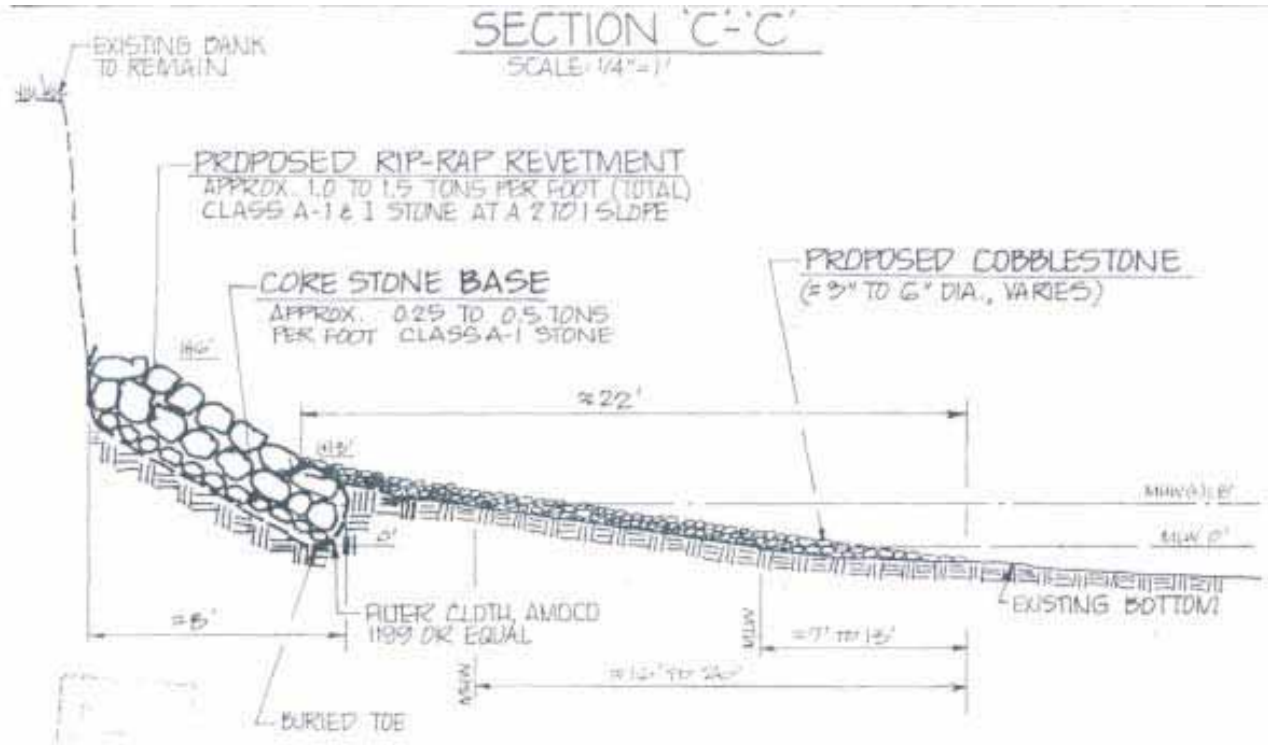 SECTION 'C'-'C'
SCALE: 1/4"=1'
EXISTING BANK
TO REMAIN
PROPOSED RIP-RAP REVETMENT
APPROX. 1.0 TO 1.5 TONS PER FOOT (TOTAL)
CLASS A-1 & I STONE AT A 2 TO 1 SLOPE
CORE STONE BASE
APPROX. 0.25 TO 0.5 TONS
PER FOOT CLASS A-1 STONE
PROPOSED COBBLESTONE
(≈3" TO 6" DIA., VARIES)
≈22'
MLW 0'
0'
EXISTING BOTTOM
FILTER CLOTH, AMOCO
1199 OR EQUAL
≈8'
MLW
MHW
BURIED TOE